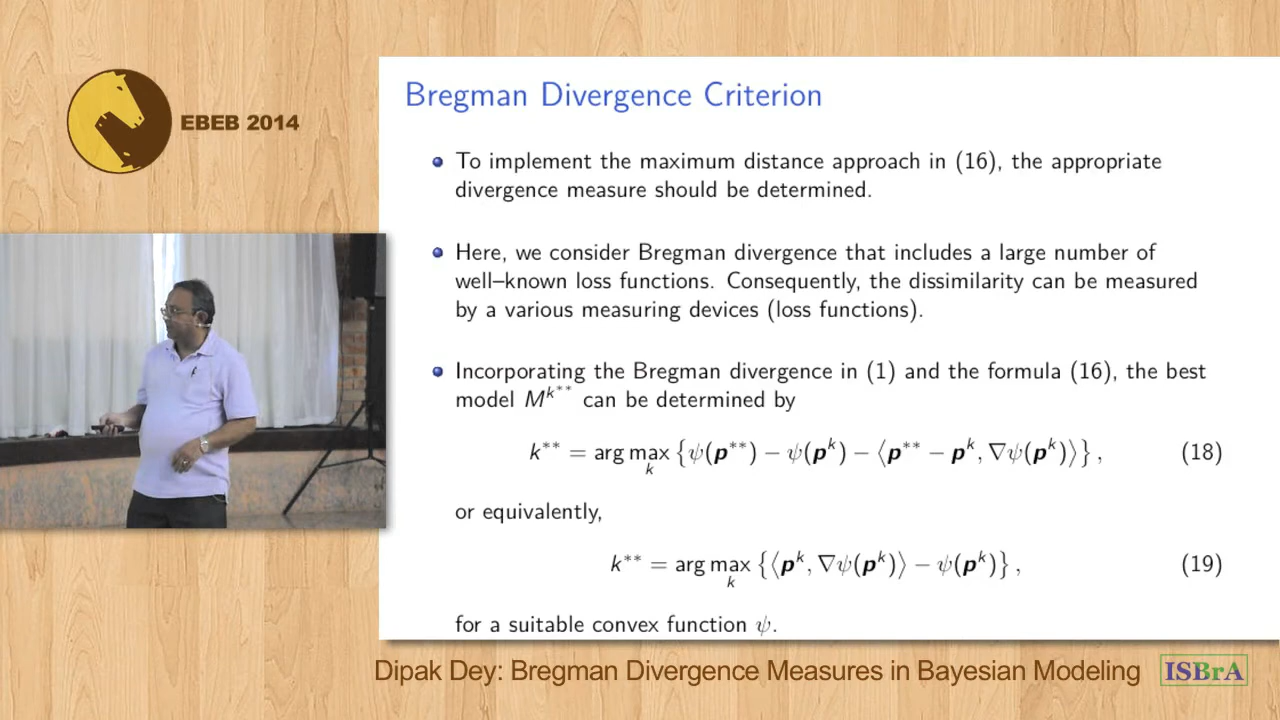 EBEB 2014
Bregman Divergence Criterion
To implement the maximum distance approach in (16), the appropriate
divergence measure should be determined.
Here, we consider Bregman divergence that includes a large number of
well–known loss functions. Consequently, the dissimilarity can be measured
by a various measuring devices (loss functions).
Incorporating the Bregman divergence in (1) and the formula (16), the best
model M^{k^{**}} can be determined by
k^{**} = arg max_k {ψ(p^{**}) − ψ(p^k) − ⟨p^{**} − p^k, ∇ψ(p^k)⟩}, (18)
or equivalently,
k^{**} = arg max_k {⟨p^k, ∇ψ(p^k)⟩ − ψ(p^k)}, (19)
for a suitable convex function ψ.
Dipak Dey: Bregman Divergence Measures in Bayesian Modeling ISBrA